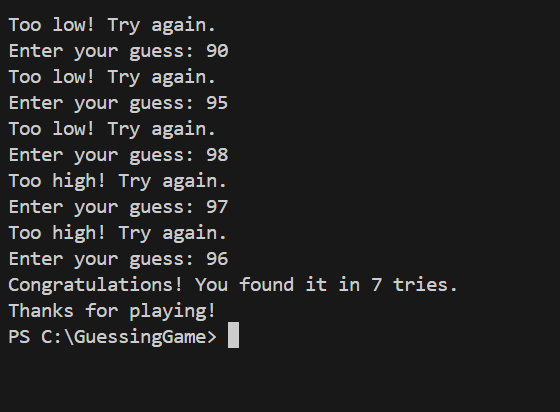 Too low! Try again.
Enter your guess: 90
Too low! Try again.
Enter your guess: 95
Too low! Try again.
Enter your guess: 98
Too high! Try again.
Enter your guess: 97
Too high! Try again.
Enter your guess: 96
Congratulations! You found it in 7 tries.
Thanks for playing!
PS C:\GuessingGame>